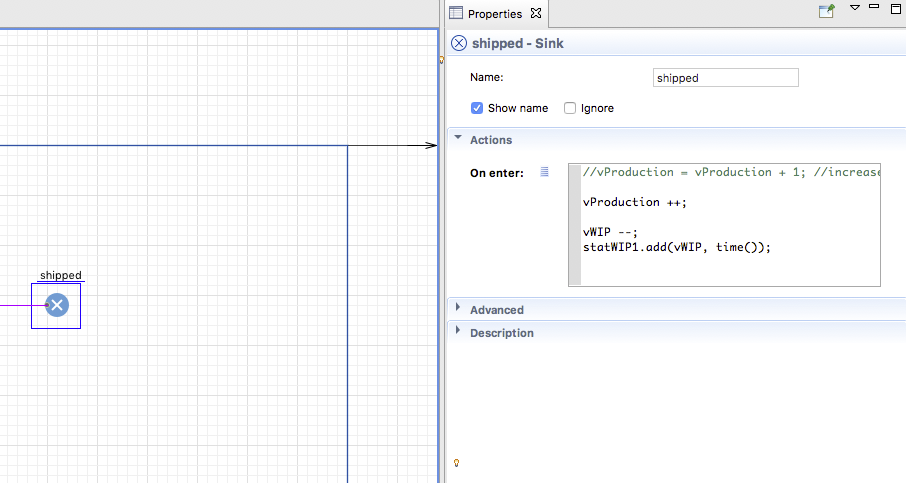 Properties
shipped - Sink
Name:
shipped
Show name
Ignore
Actions
On enter:
//vProduction = vProduction + 1; //increase
vProduction ++;
vWIP --;
statWIP1.add(vWIP, time());
Advanced
Description
shipped